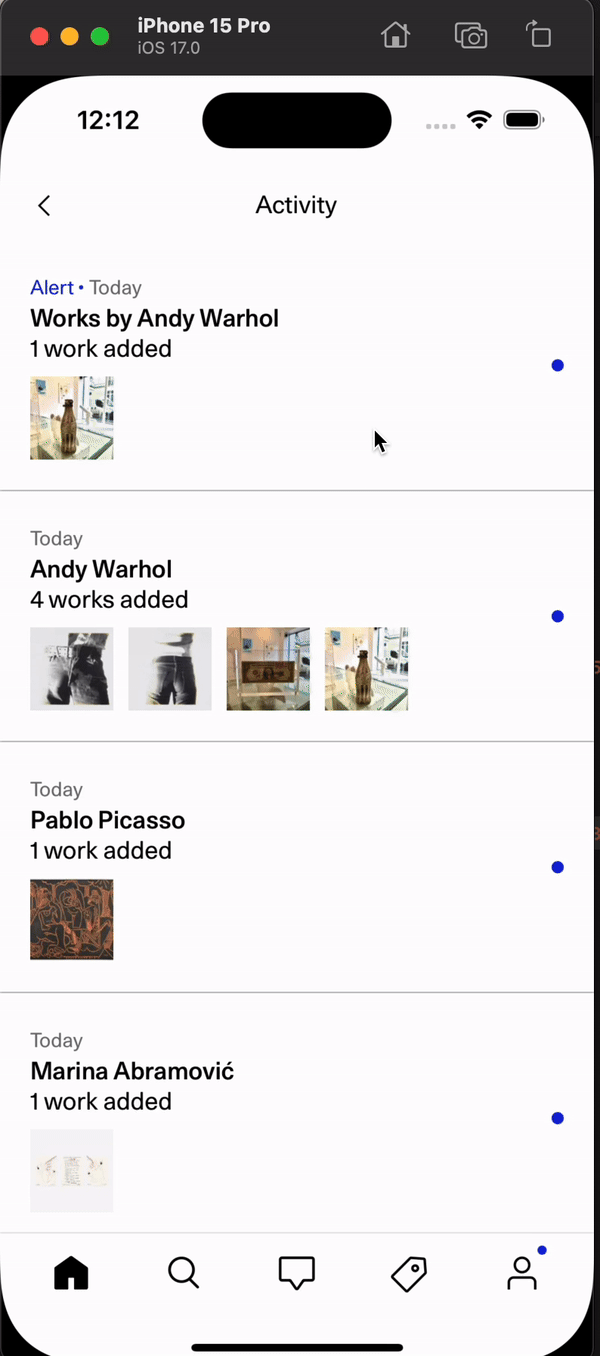 iPhone 15 Pro
iOS 17.0
12:12
Activity
Alert • Today
Works by Andy Warhol
1 work added
Today
Andy Warhol
4 works added
Today
Pablo Picasso
1 work added
Today
Marina Abramović
1 work added